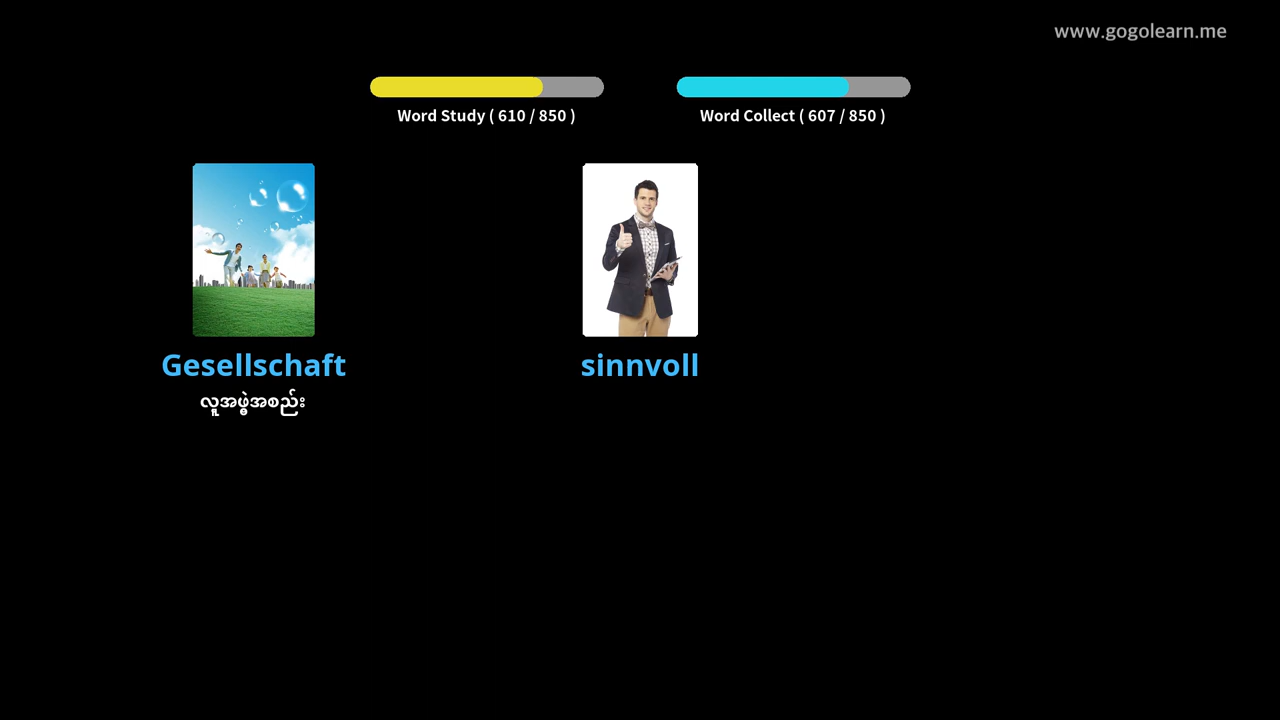 www.gogolearn.me
Word Study ( 610 / 850 )
Word Collect ( 607 / 850 )
Gesellschaft
sinnvoll
လူ့အဖွဲ့အစည်း